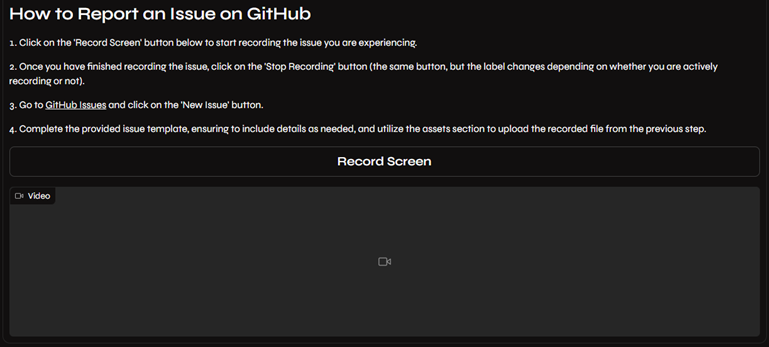 How to Report an Issue on GitHub
1. Click on the 'Record Screen' button below to start recording the issue you are experiencing.
2. Once you have finished recording the issue, click on the 'Stop Recording' button (the same button, but the label changes depending on whether you are actively
recording or not).
3. Go to GitHub Issues and click on the 'New Issue' button.
4. Complete the provided issue template, ensuring to include details as needed, and utilize the assets section to upload the recorded file from the previous step.
Record Screen
Video